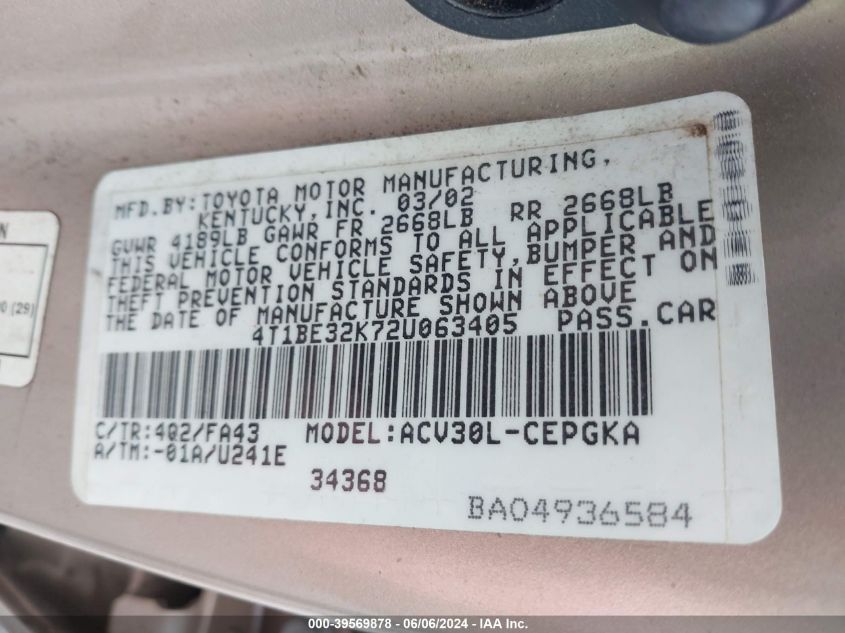 MFD.BY:TOYOTA MOTOR MANUFACTURING,
KENTUCKY,INC. 03/02
GVWR 4189LB GAWR FR 2668LB RR 2668LB
THIS VEHICLE CONFORMS TO ALL APPLICABLE
FEDERAL MOTOR VEHICLE SAFETY,BUMPER AND
THEFT PREVENTION STANDARDS IN EFFECT ON
THE DATE OF MANUFACTURE SHOWN ABOVE
4T1BE32K72U063405 PASS.CAR
C/TR:4Q2/FA43 MODEL:ACV30L-CEPGKA
A/TM:-01A/U241E
34368
BA04936584
N
0 (29)
000-39569878 - 06/06/2024 - IAA Inc.